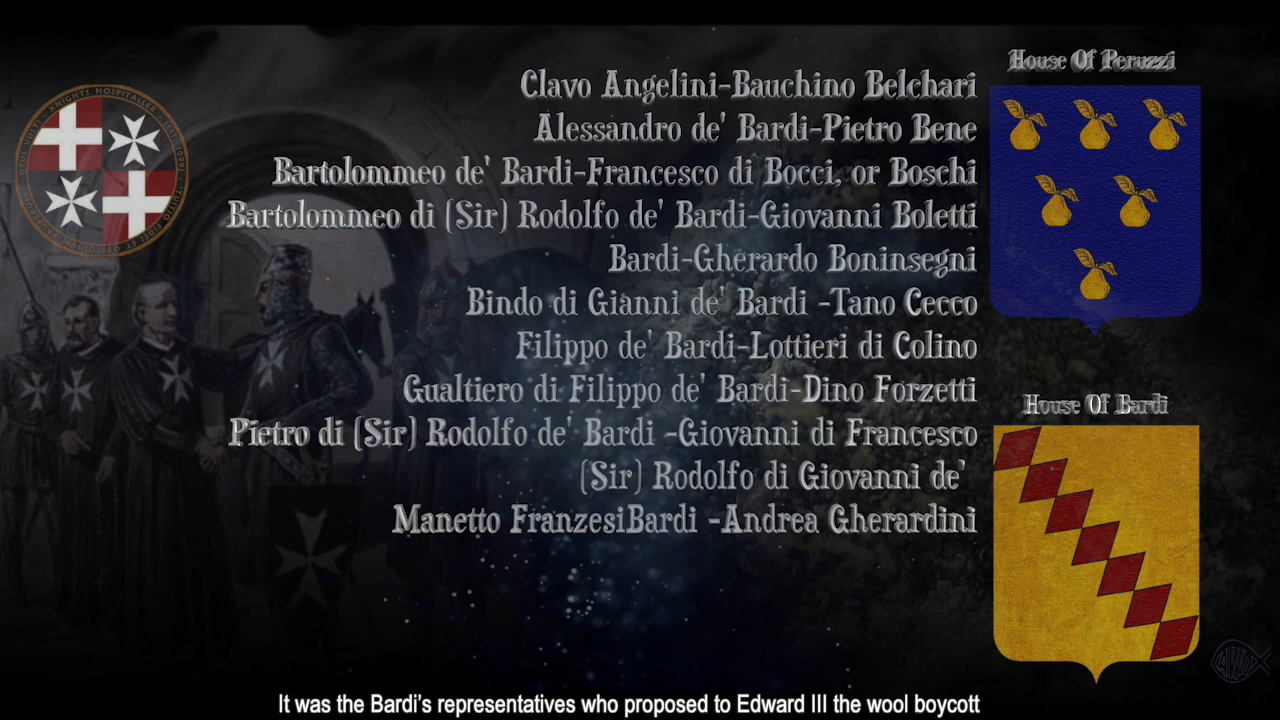 House Of Peruzzi
Clavo Angelini-Bauchino Belchari
Alessandro de' Bardi-Pietro Bene
Bartolommeo de' Bardi-Francesco di Bocci, or Boschi
Bartolommeo di (Sir) Rodolfo de' Bardi-Giovanni Boletti
Bardi-Gherardo Boninsegni
Bindo di Gianni de' Bardi -Tano Cecco
Filippo de' Bardi-Lottieri di Colino
Gualtiero di Filippo de' Bardi-Dino Forzetti
Pietro di (Sir) Rodolfo de' Bardi -Giovanni di Francesco
(Sir) Rodolfo di Giovanni de'
Manetto FranzesiBardi -Andrea Gherardini
House Of Bardi
KNIGHTS HOSPITALLER
DEUS VULT
It was the Bardi's representatives who proposed to Edward III the wool boycott